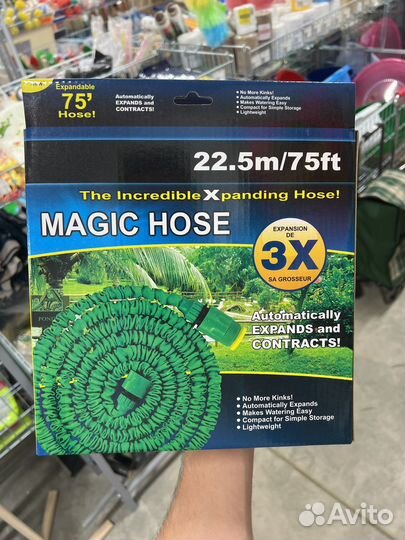 Expandable
75'
Hose!
Automatically
EXPANDS and
CONTRACTS!
• No More Kinks!
• Automatically Expands
• Makes Watering Easy
• Compact for Simple Storage
• Lightweight
22.5m/75ft
The Incredible Xpanding Hose!
MAGIC HOSE
EXPANSION
DE
3X
SA GROSSEUR
Automatically
EXPANDS and
CONTRACTS!
• No More Kinks!
• Automatically Expands
• Makes Watering Easy
• Compact for Simple Storage
• Lightweight
Avito